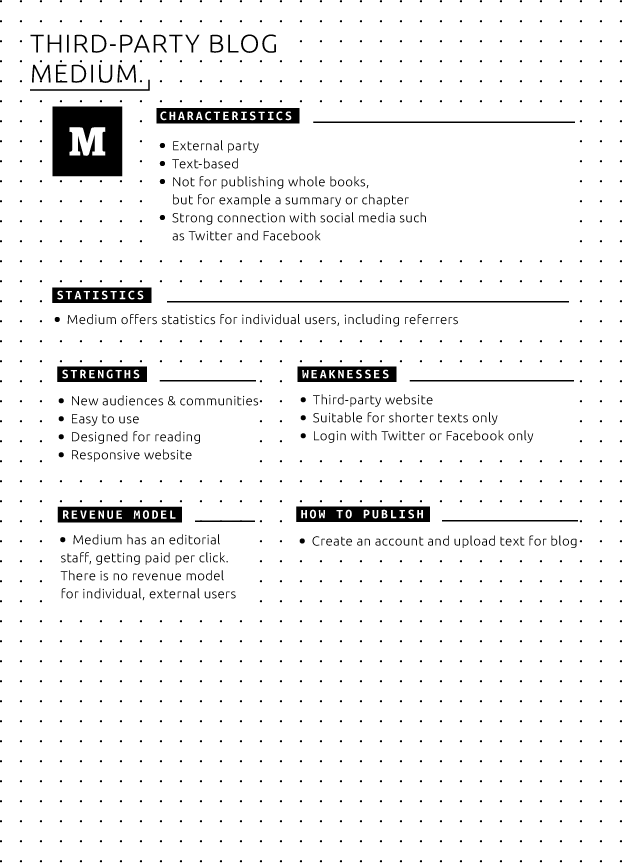 THIRD-PARTY BLOG
MEDIUM
M
CHARACTERISTICS
• External party
• Text-based
• Not for publishing whole books,
but for example a summary or chapter
• Strong connection with social media such
as Twitter and Facebook
STATISTICS
• Medium offers statistics for individual users, including referrers
STRENGTHS
• New audiences & communities
• Easy to use
• Designed for reading
• Responsive website
WEAKNESSES
• Third-party website
• Suitable for shorter texts only
• Login with Twitter or Facebook only
REVENUE MODEL
• Medium has an editorial
staff, getting paid per click.
There is no revenue model
for individual, external users
HOW TO PUBLISH
• Create an account and upload text for blog